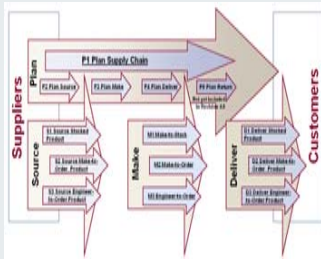 Suppliers
Plan
P1 Plan Supply Chain
P2 Plan Source
P3 Plan Make
P4 Plan Deliver
P9 Plan Return
Source
S1 Source Stocked
Product
S2 Source Make-to-
Order Product
S3 Source Engineer-
to-Order Product
Make
M1 Make-to-Stock
M2 Make-to-Order
M3 Engineer-to-Order
Deliver
D1 Deliver Stocked
Product
D2 Deliver Make-to-
Order Product
D3 Deliver Engineer-
to-Order Product
Customers